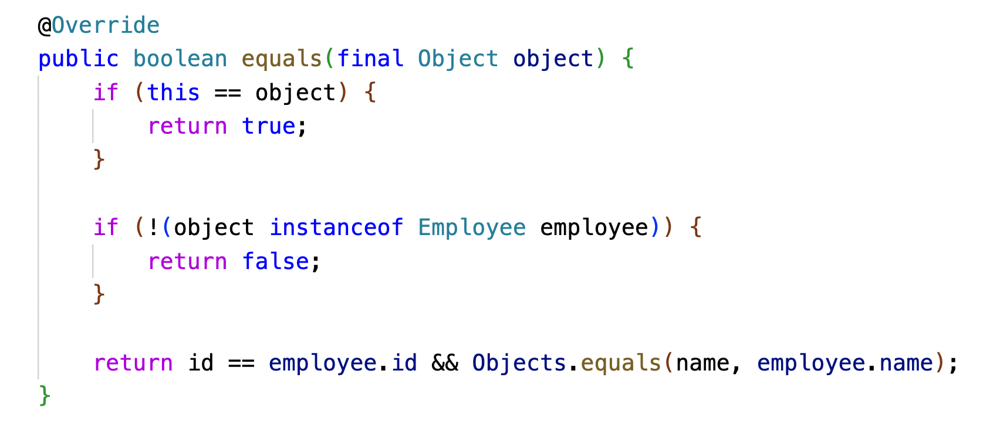 @Override
public boolean equals(final Object object) {
    if (this == object) {
        return true;
    }

    if (!(object instanceof Employee employee)) {
        return false;
    }

    return id == employee.id && Objects.equals(name, employee.name);
}